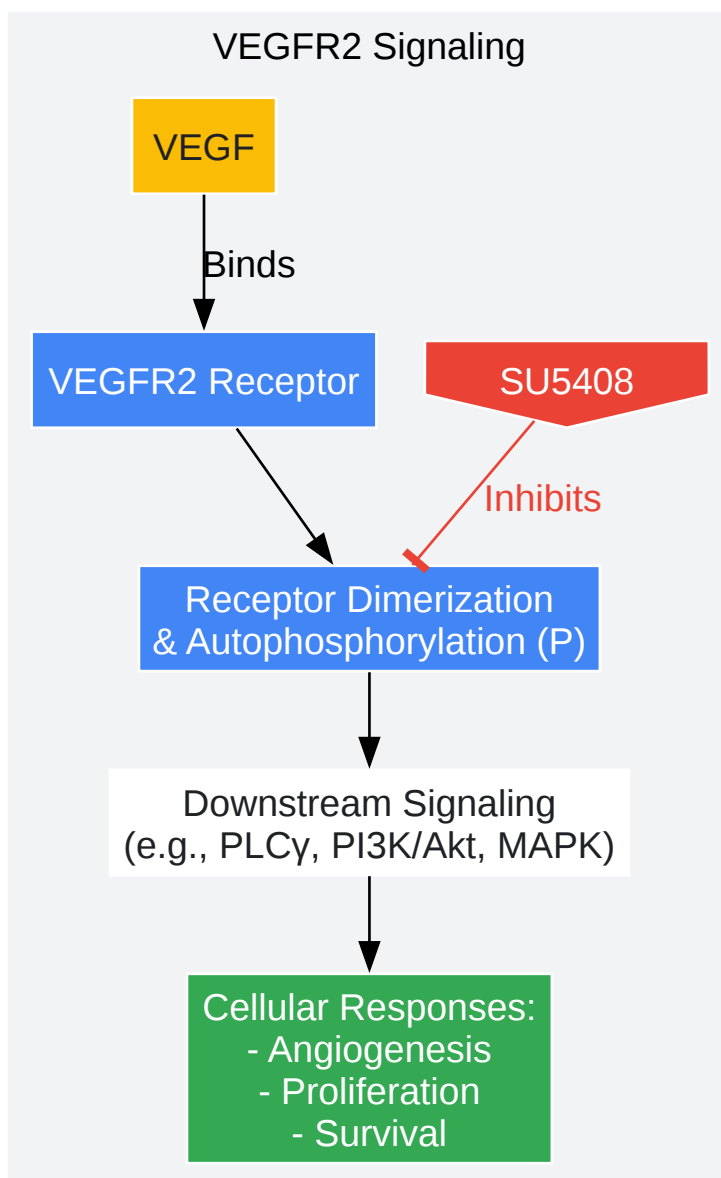 VEGFR2 Signaling
VEGF
Binds
VEGFR2 Receptor
SU5408
Inhibits
Receptor Dimerization
& Autophosphorylation (P)
Downstream Signaling
(e.g., PLCγ, PI3K/Akt, MAPK)
Cellular Responses:
- Angiogenesis
- Proliferation
- Survival